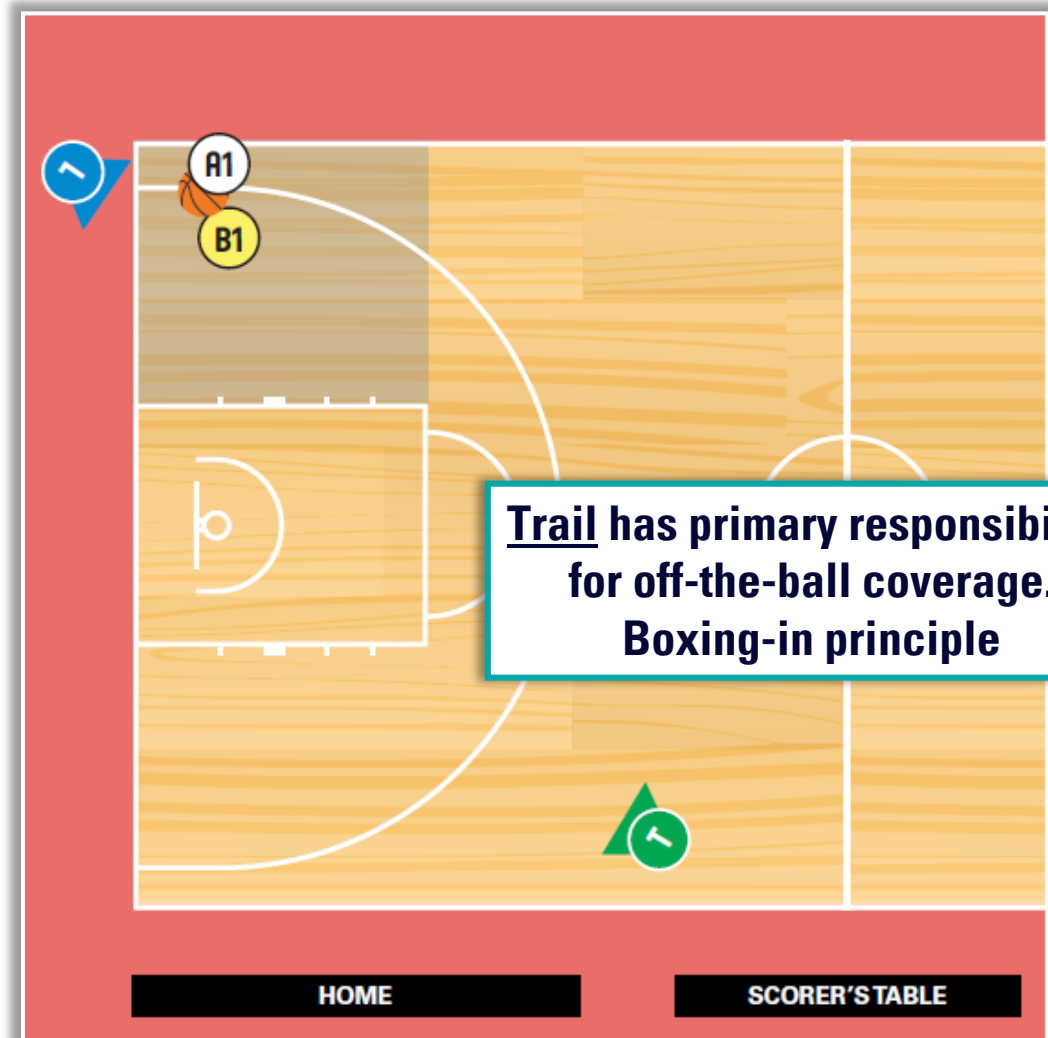 L
A1
B1
Trail has primary responsibi
for off-the-ball coverage.
Boxing-in principle
T
HOME
SCORER'S TABLE